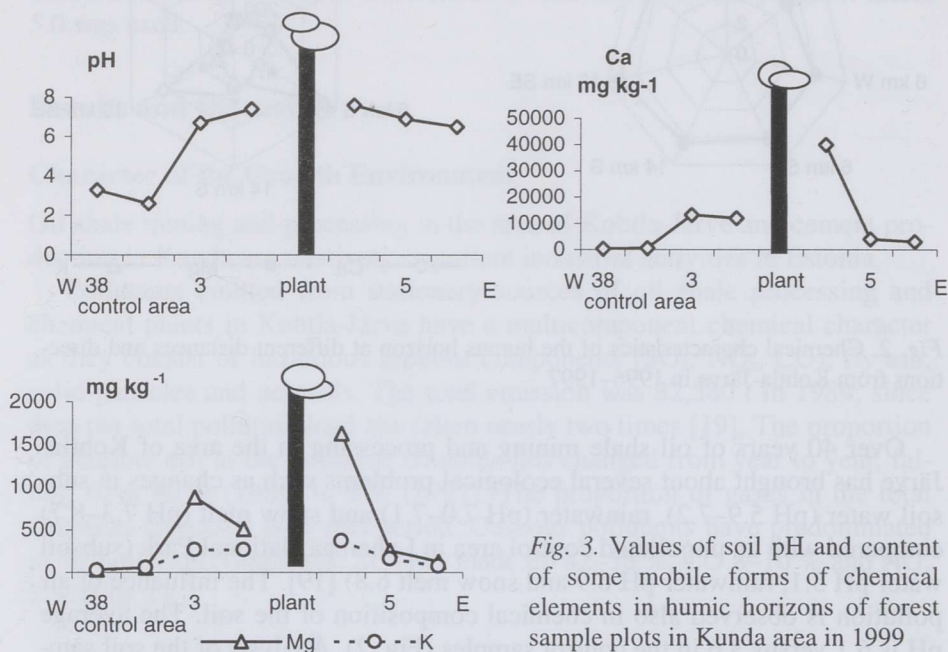 pH
8
6
4
2
0
W 38 3 plant 5 E
control area
Ca
mg kg-1
50000
40000
30000
20000
10000
0
W 38 3 plant 5 E
control area
mg kg-1
2000
1500
1000
500
0
W 38 3 plant 5 E
control area
Mg K
Fig. 3 Values of soil pH and content
of some mobile forms of chemical
elements in humic horizons of forest
sample plots in Kunda area in 1999